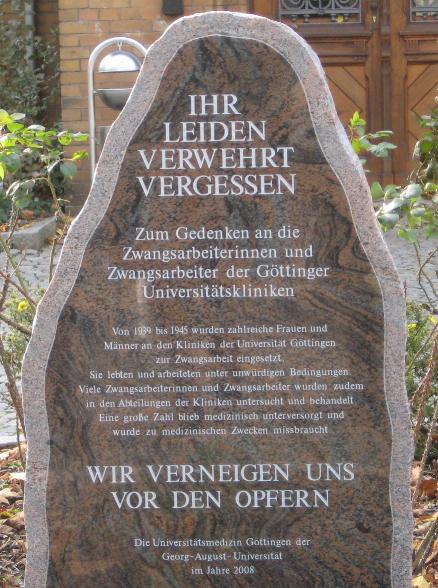 IHR
LEIDEN
VERWEHRT
VERGESSEN
Zum Gedenken an die
Zwangsarbeiterinnen und
Zwangsarbeiter der Göttinger
Universitätskliniken
Von 1939 bis 1945 wurden zahlreiche Frauen und
Männer an den Kliniken der Universität Göttingen
zur Zwangsarbeit eingesetzt.
Sie lebten und arbeiteten unter unwürdigen Bedingungen.
Viele Zwangsarbeiterinnen und Zwangsarbeiter wurden zudem
in den Abteilungen der Kliniken untersucht und behandelt
Eine große Zahl blieb medizinisch unterversorgt und
wurde zu medizinischen Zwecken missbraucht
WIR VERNEIGEN UNS
VOR DEN OPFERN
Die Universitätsmedizin Göttingen der
Georg-August-Universität
im Jahre 2008